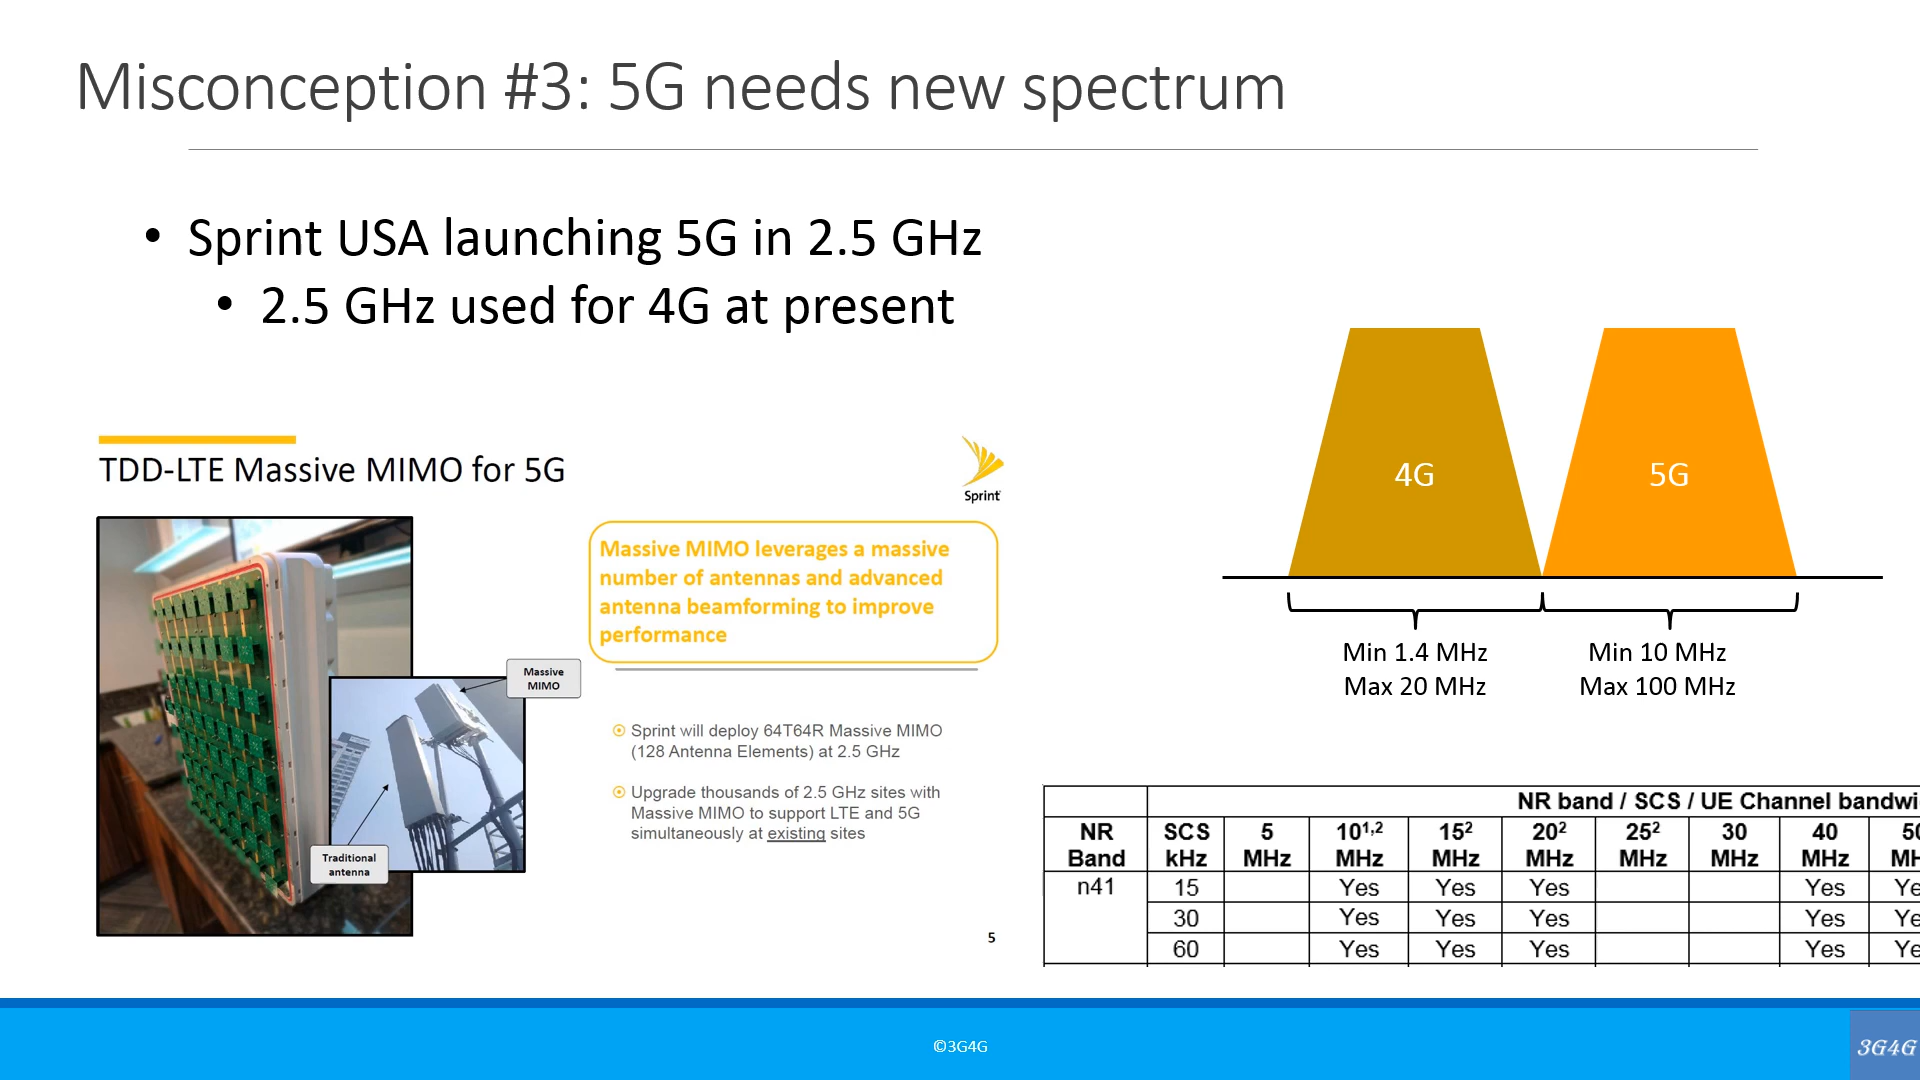 Misconception #3: 5G needs new spectrum
• Sprint USA launching 5G in 2.5 GHz
• 2.5 GHz used for 4G at present
TDD-LTE Massive MIMO for 5G
Sprint
Massive MIMO leverages a massive
number of antennas and advanced
antenna beamforming to improve
performance
Massive
MIMO
Traditional
antenna
Sprint will deploy 64T64R Massive MIMO
(128 Antenna Elements) at 2.5 GHz
Upgrade thousands of 2.5 GHz sites with
Massive MIMO to support LTE and 5G
simultaneously at existing sites
5
4G
5G
Min 1.4 MHz
Max 20 MHz
Min 10 MHz
Max 100 MHz
NR band / SCS / UE Channel bandwi
NR Band SCS kHz 5 MHz 10¹,² MHz 15² MHz 20² MHz 25² MHz 30 MHz 40 MHz
n41 15 Yes Yes Yes Yes Ye
30 Yes Yes Yes Yes Ye
60 Yes Yes Yes Yes Ye
©3G4G
3G4G